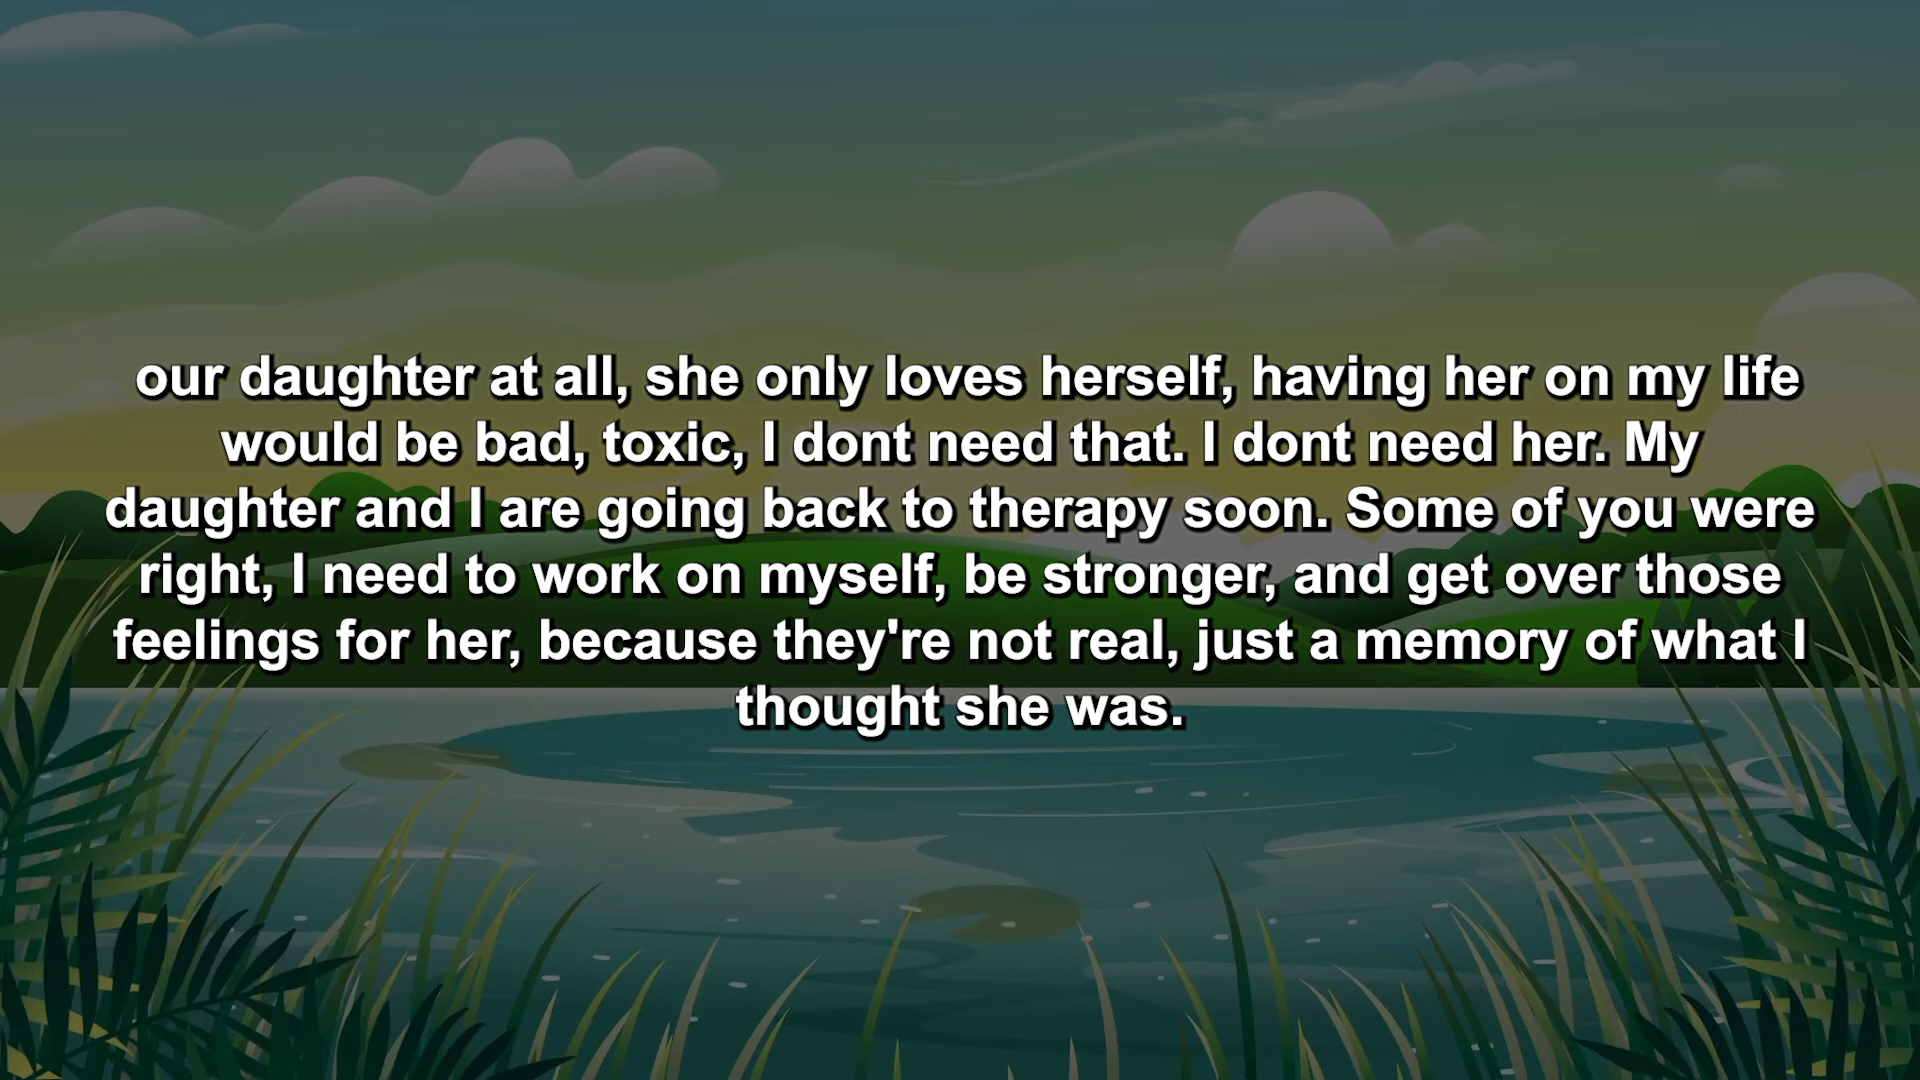 our daughter at all, she only loves herself, having her on my life
would be bad, toxic, I dont need that. I dont need her. My
daughter and I are going back to therapy soon. Some of you were
right, I need to work on myself, be stronger, and get over those
feelings for her, because they're not real, just a memory of what I
thought she was.